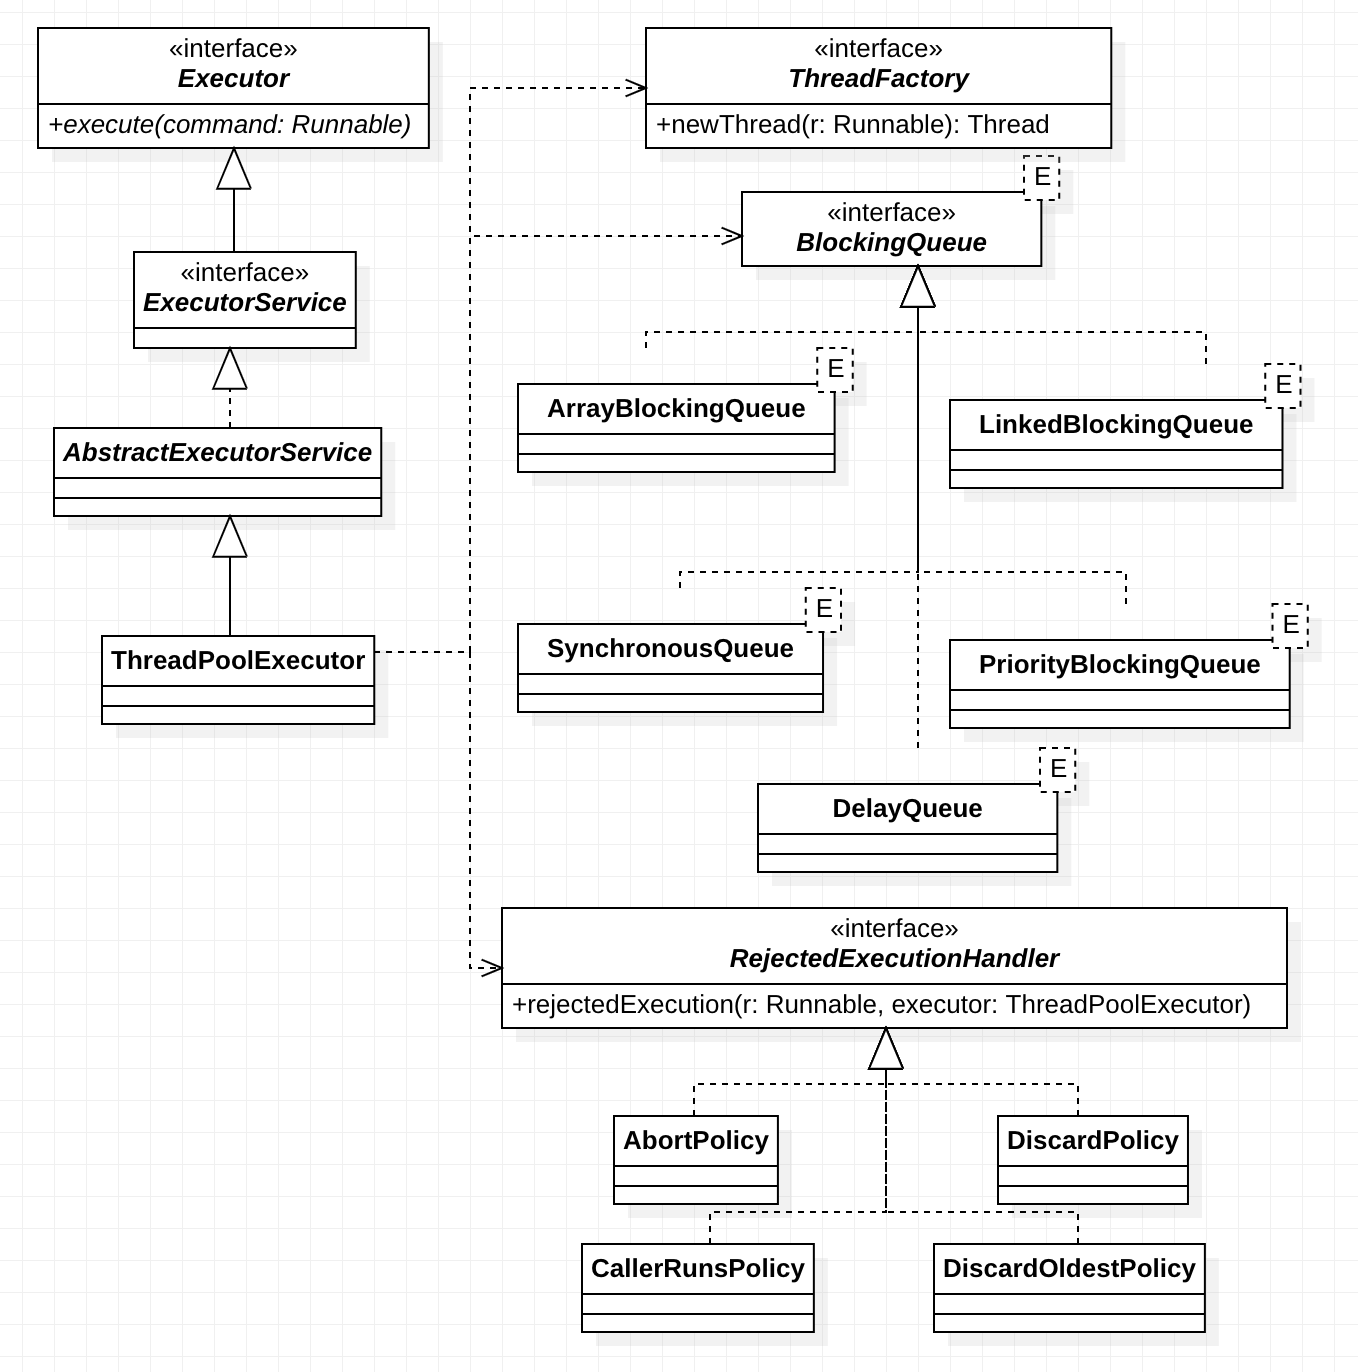 «interface»
Executor
+execute(command: Runnable)
«interface»
ThreadFactory
+newThread(r: Runnable): Thread
E
«interface»
BlockingQueue
«interface»
ExecutorService
E
ArrayBlockingQueue
E
LinkedBlockingQueue
AbstractExecutorService
E
SynchronousQueue
E
PriorityBlockingQueue
ThreadPoolExecutor
E
DelayQueue
«interface»
RejectedExecutionHandler
+rejectedExecution(r: Runnable, executor: ThreadPoolExecutor)
AbortPolicy
DiscardPolicy
CallerRunsPolicy
DiscardOldestPolicy